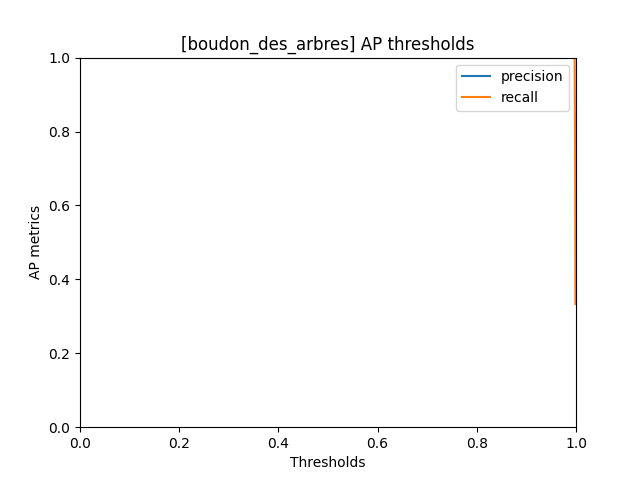 [boudon_des_arbres] AP thresholds
1.0
0.8
0.6
0.4
0.2
0.0
AP metrics
precision
recall
0.0 0.2 0.4 0.6 0.8 1.0
Thresholds